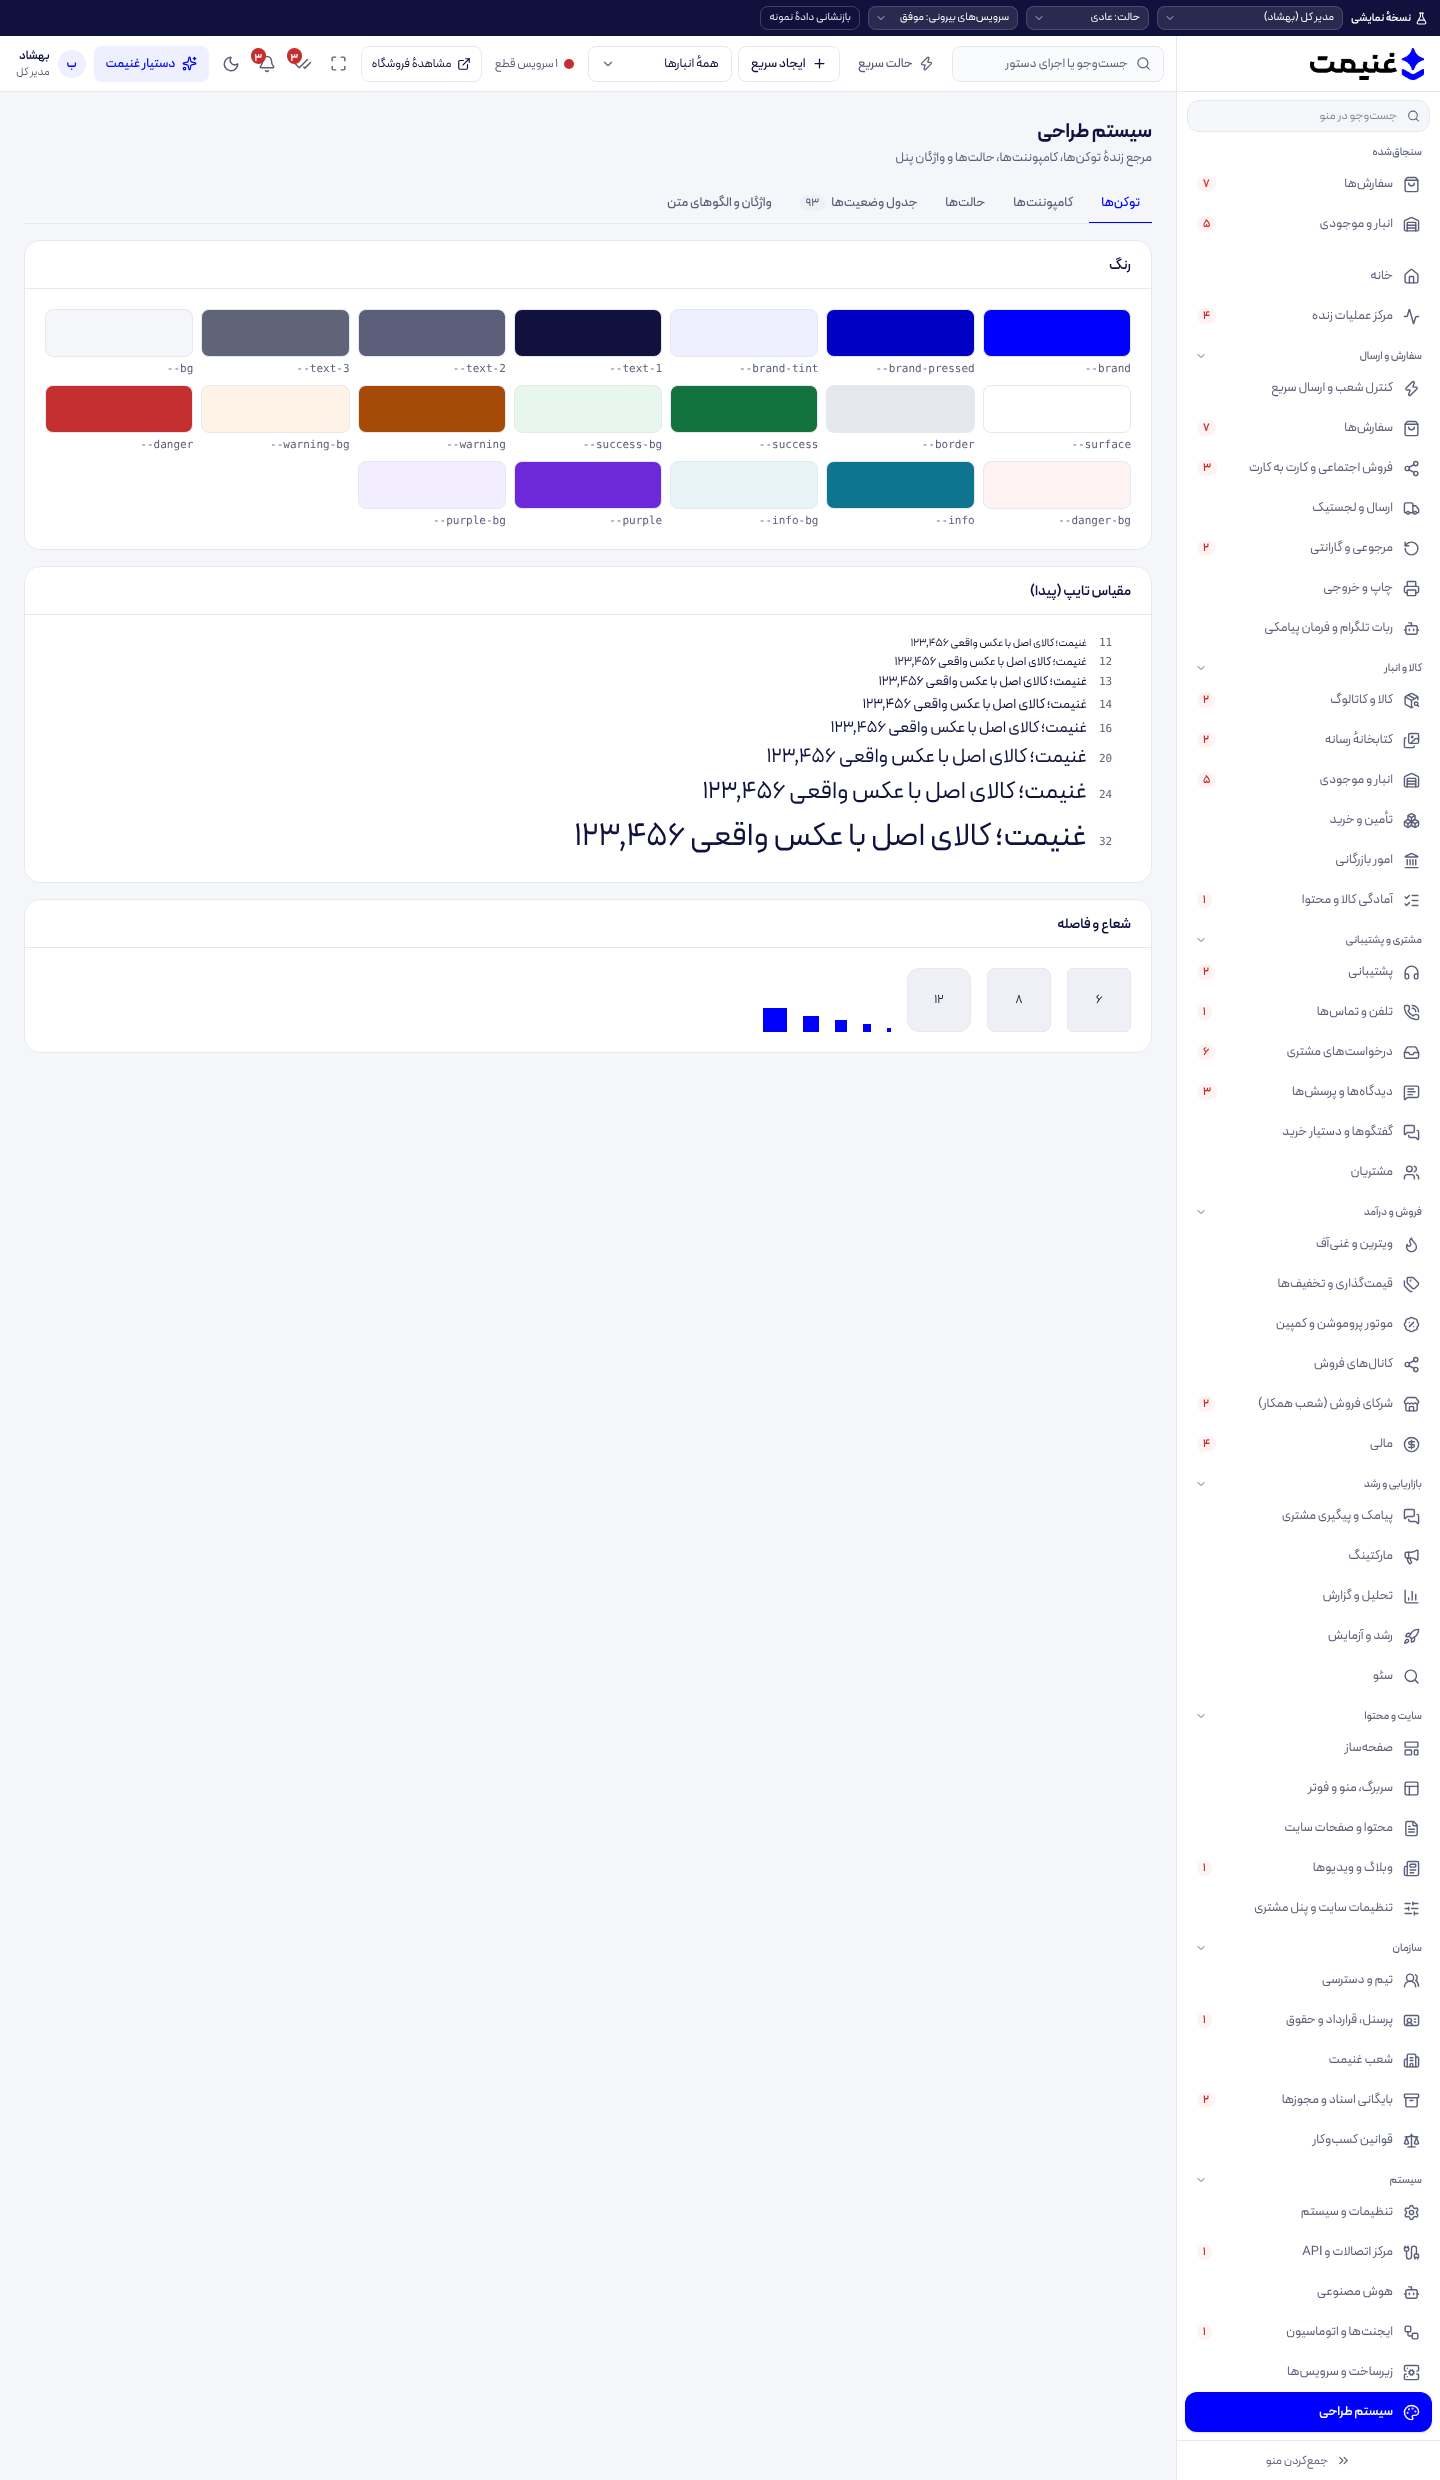 نسخهٔ نمایشی
مدیر کل (بهشاد)
حالت: عادی
سرویس‌های بیرونی: موفق
بازنشانی دادهٔ نمونه
غنیمت
جست‌وجو یا اجرای دستور
حالت سریع
ایجاد سریع
همهٔ انبارها
۱ سرویس قطع
مشاهدهٔ فروشگاه
۳
۳
دستیار غنیمت
ب
بهشاد
مدیر کل
جست‌وجو در منو
سنجاق‌شده
سفارش‌ها ۷
انبار و موجودی ۵
خانه
مرکز عملیات زنده ۴
سفارش و ارسال
کنترل شعب و ارسال سریع
سفارش‌ها ۷
فروش اجتماعی و کارت به کارت ۳
ارسال و لجستیک
مرجوعی و گارانتی ۲
چاپ و خروجی
ربات تلگرام و فرمان پیامکی
کالا و انبار
کالا و کاتالوگ ۲
کتابخانهٔ رسانه ۲
انبار و موجودی ۵
تأمین و خرید
امور بازرگانی
آمادگی کالا و محتوا ۱
مشتری و پشتیبانی
پشتیبانی ۲
تلفن و تماس‌ها ۱
درخواست‌های مشتری ۶
دیدگاه‌ها و پرسش‌ها ۳
گفتگوها و دستیار خرید
مشتریان
فروش و درآمد
ویترین و غنی‌آف
قیمت‌گذاری و تخفیف‌ها
موتور پروموشن و کمپین
کانال‌های فروش
شرکای فروش (شعب همکار) ۲
مالی ۴
بازاریابی و رشد
پیامک و پیگیری مشتری
مارکتینگ
تحلیل و گزارش
رشد و آزمایش
سئو
سایت و محتوا
صفحه‌ساز
سربرگ، منو و فوتر
محتوا و صفحات سایت
وبلاگ و ویدیوها ۱
تنظیمات سایت و پنل مشتری
سازمان
تیم و دسترسی
پرسنل، قرارداد و حقوق ۱
شعب غنیمت
بایگانی اسناد و مجوزها ۲
قوانین کسب‌وکار
سیستم
تنظیمات و سیستم
مرکز اتصالات و API ۱
هوش مصنوعی
ایجنت‌ها و اتوماسیون ۱
زیرساخت و سرویس‌ها
سیستم طراحی
جمع‌کردن منو
سیستم طراحی
مرجع زندهٔ توکن‌ها، کامپوننت‌ها، حالت‌ها و واژگان پنل
توکن‌ها
کامپوننت‌ها
حالت‌ها
جدول وضعیت‌ها ۹۳
واژگان و الگوهای متن
رنگ
--brand
--brand-pressed
--brand-tint
--text-1
--text-2
--text-3
--bg
--surface
--border
--success
--success-bg
--warning
--warning-bg
--danger
--danger-bg
--info
--info-bg
--purple
--purple-bg
مقیاس تایپ (پیدا)
11 غنیمت؛ کالای اصل با عکس واقعی ۱۲۳,۴۵۶
12 غنیمت؛ کالای اصل با عکس واقعی ۱۲۳,۴۵۶
13 غنیمت؛ کالای اصل با عکس واقعی ۱۲۳,۴۵۶
14 غنیمت؛ کالای اصل با عکس واقعی ۱۲۳,۴۵۶
16 غنیمت؛ کالای اصل با عکس واقعی ۱۲۳,۴۵۶
20 غنیمت؛ کالای اصل با عکس واقعی ۱۲۳,۴۵۶
24 غنیمت؛ کالای اصل با عکس واقعی ۱۲۳,۴۵۶
32 غنیمت؛ کالای اصل با عکس واقعی ۱۲۳,۴۵۶
شعاع و فاصله
۶
۸
۱۲